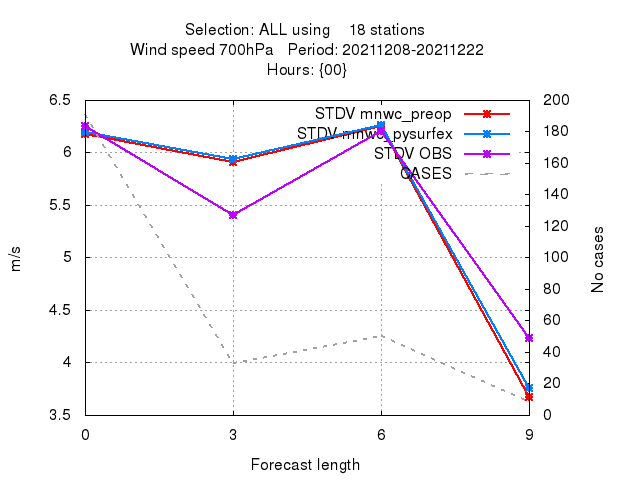 Selection: ALL using    18 stations
Wind speed 700hPa   Period: 20211208-20211222
Hours: {00}
6.5
6
5.5
5
4.5
4
3.5
m/s
200
180
160
140
120
100
80
60
40
20
0
No cases
STDV mnwc_preop
STDV mnwc_pysurfex
STDV OBS
CASES
0
3
6
9
Forecast length